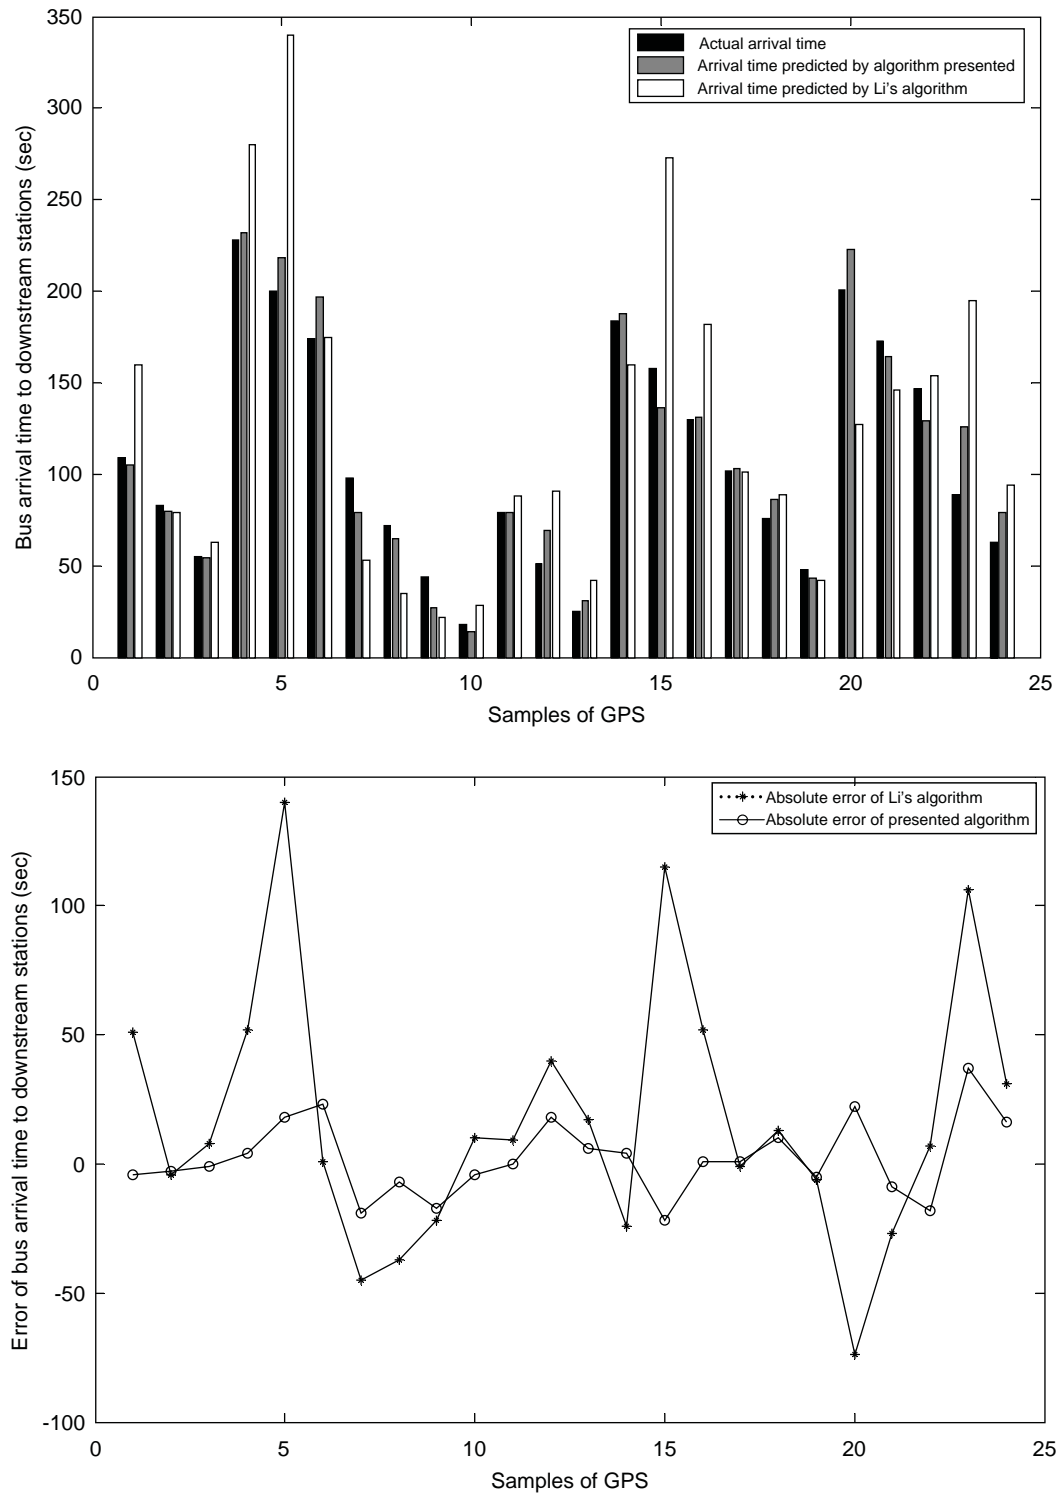 350
300
250
200
150
100
50
0
Bus arrival time to downstream stations (sec)
Actual arrival time
Arrival time predicted by algorithm presented
Arrival time predicted by Li's algorithm
0 5 10 15 20 25
Samples of GPS
150
100
50
0
-50
-100
Error of bus arrival time to downstream stations (sec)
Absolute error of Li's algorithm
Absolute error of presented algorithm
0 5 10 15 20 25
Samples of GPS